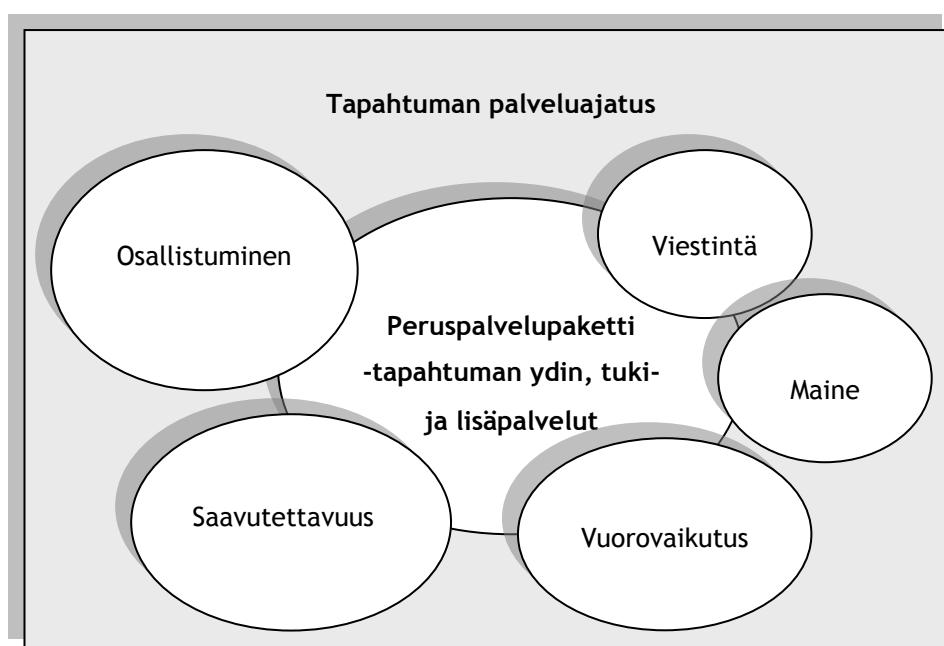 Tapahtuman palveluajatus
Osallistuminen
Viestintä
Peruspalvelupaketti
-tapahtuman ydin, tuki-
ja lisäpalvelut
Maine
Saavutettavuus
Vuorovaikutus